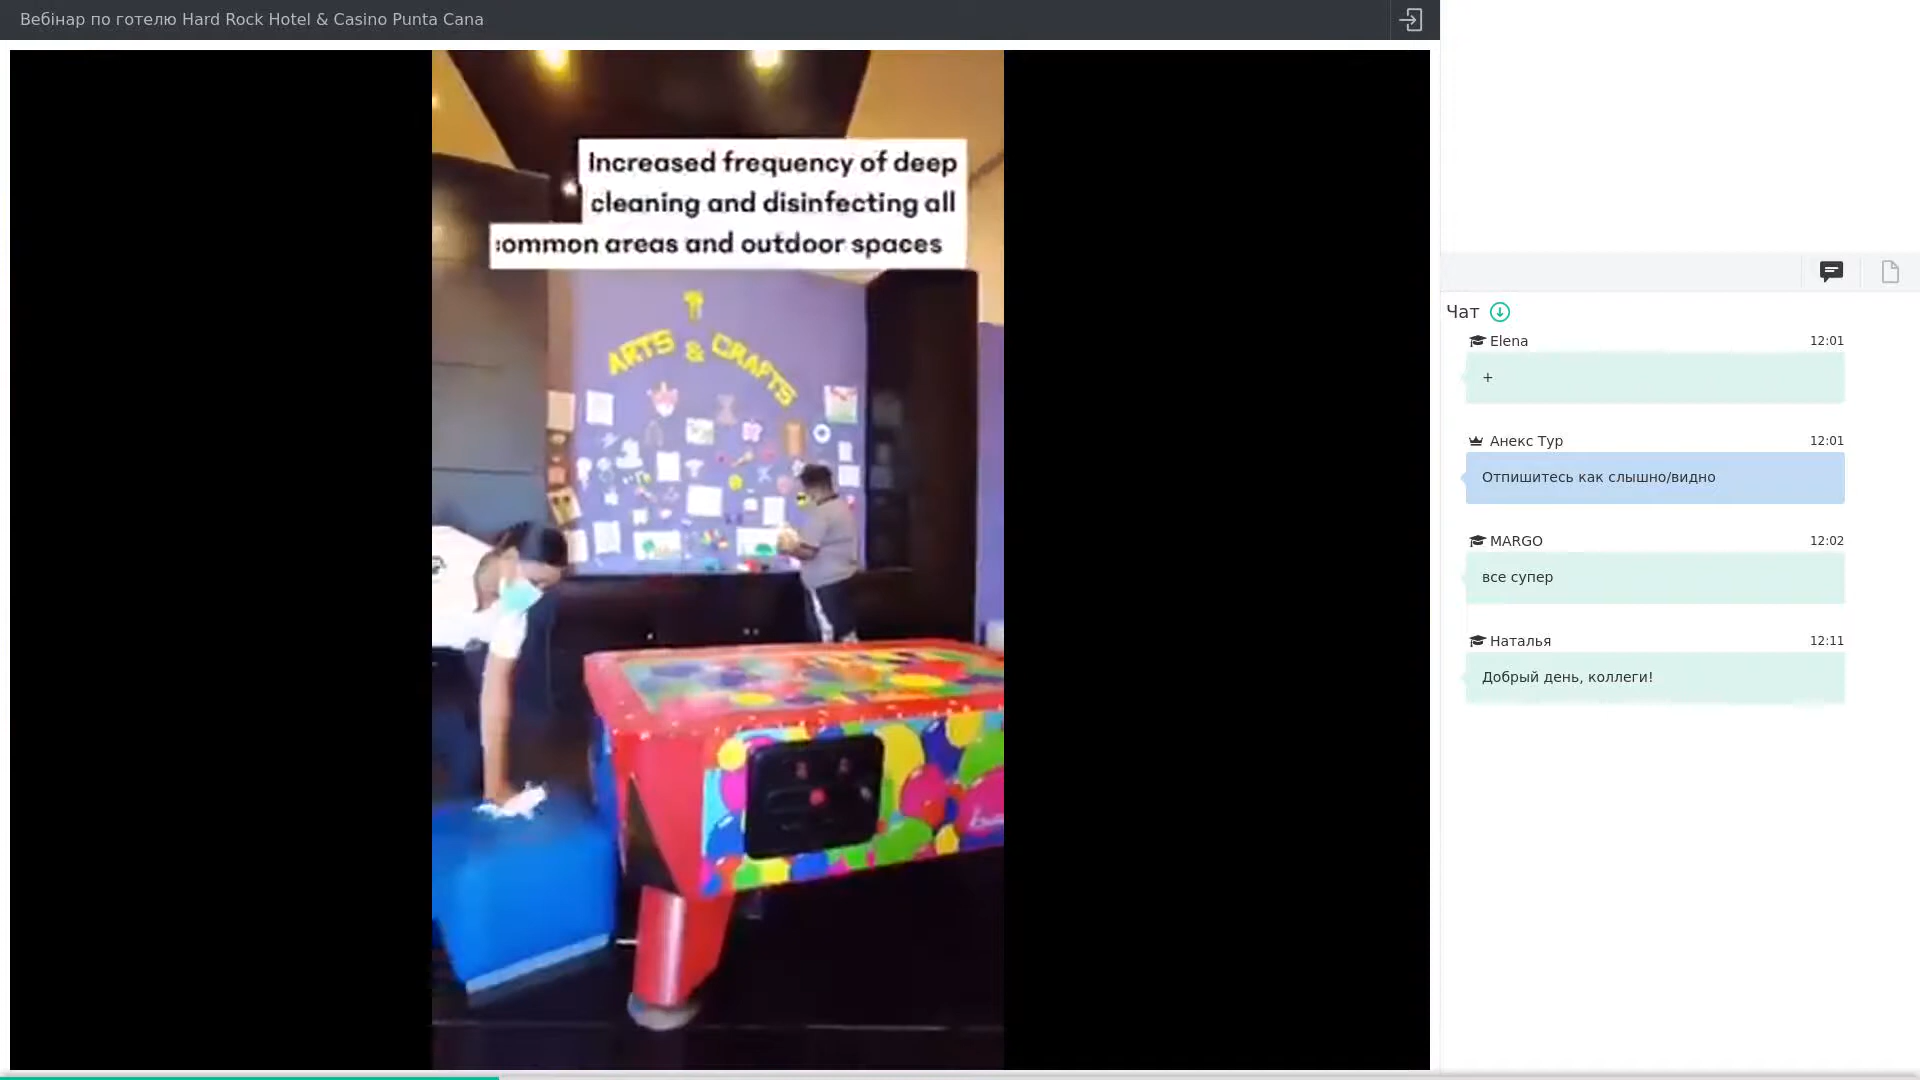 Вебінар по готелю Hard Rock Hotel & Casino Punta Cana
Increased frequency of deep
cleaning and disinfecting all
common areas and outdoor spaces
ARTS & CRAFTS
Чат
Elena 12:01
+
Анекс Тур 12:01
Отпишитесь как слышно/видно
MARGO 12:02
все супер
Наталья 12:11
Добрый день, коллеги!